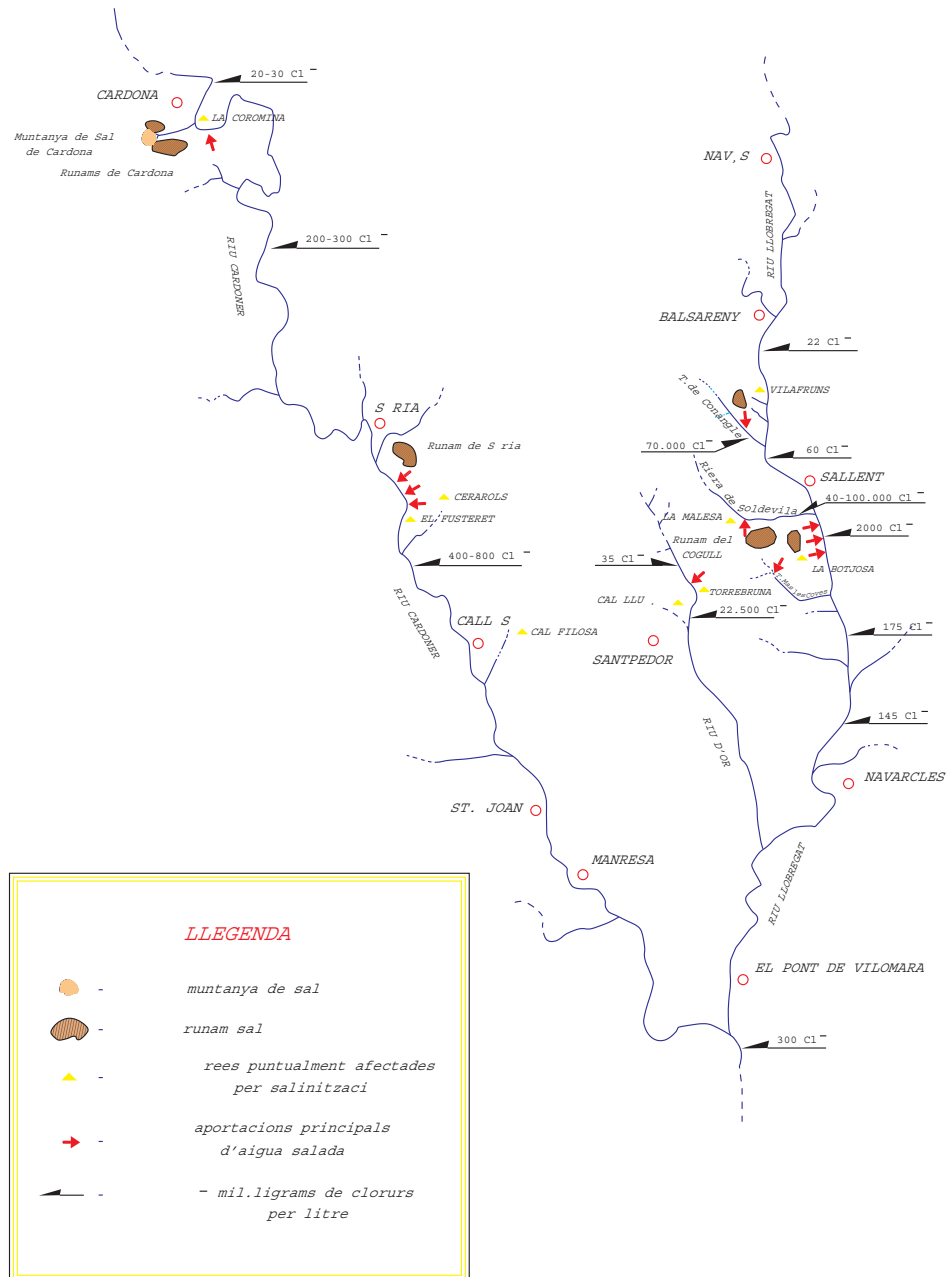 20-30 Cl⁻
CARDONA
LA COROMINA
Muntanya de Sal
de Cardona
Runams de Cardona
NAV,S
RIU LLOBREGAT
200-300 Cl⁻
RIU CARDONER
BALSARENY
22 Cl⁻
VILAFRUNS
T.de Conangle
S RIA
Runam de S ria
70.000 Cl⁻
60 Cl⁻
SALLENT
Riera de Soldevila
40-100.000 Cl⁻
CERAROLS
EL FUSTERET
LA MALESA
2000 Cl⁻
Runam del
COGULL
400-800 Cl⁻
35 Cl⁻
LA BOTJOSA
T.Mas les Coves
TORREBRUNA
CAL LLU
22.500Cl⁻
RIU CARDONER
CALL S
CAL FILOSA
175 Cl⁻
SANTPEDOR
145 Cl⁻
RIU D'OR
NAVARCLES
ST. JOAN
MANRESA
RIU LLOBREGAT
LLEGENDA
EL PONT DE VILOMARA
muntanya de sal
runam sal
300 Cl⁻
rees puntualment afectades
per salinitzaci
aportacions principals
d'aigua salada
⁻ mil.ligrams de clorurs
per litre